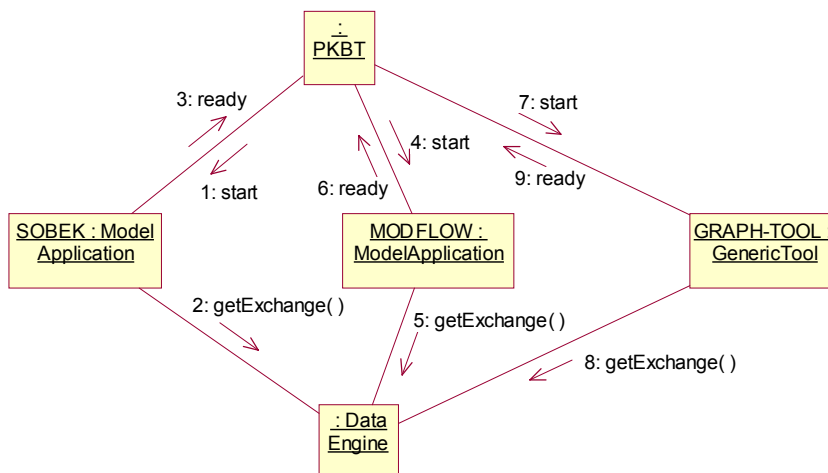 :
PKBT
3: ready
7: start
4: start
1: start
6: ready
9: ready
SOBEK : Model
Application
MODFLOW :
ModelApplication
GRAPH-TOOL :
GenericTool
2: getExchange( )
5: getExchange( )
8: getExchange( )
: Data
Engine